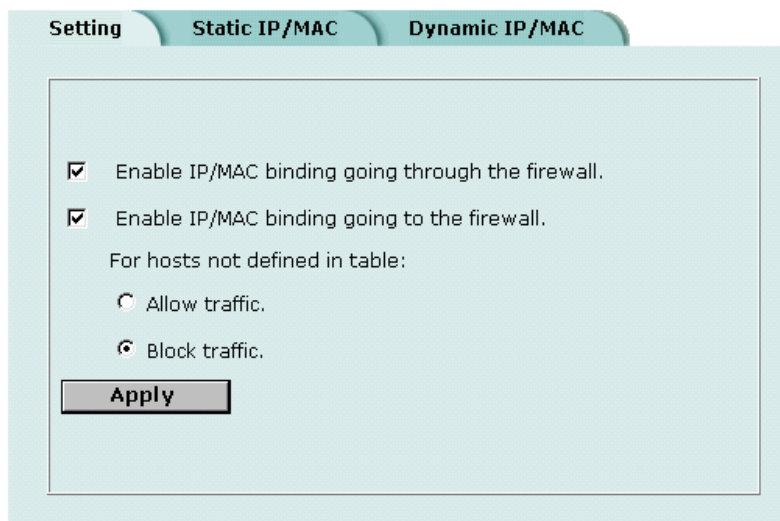 Setting Static IP/MAC Dynamic IP/MAC
Enable IP/MAC binding going through the firewall.
Enable IP/MAC binding going to the firewall.
For hosts not defined in table:
Allow traffic.
Block traffic.
Apply